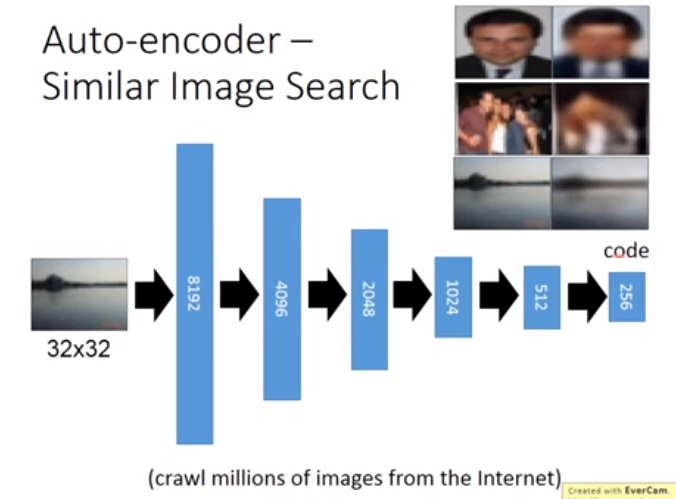 Auto-encoder –
Similar Image Search
code
8192
4096
2048
1024
512
256
32x32
(crawl millions of images from the Internet)
Created with EverCam.